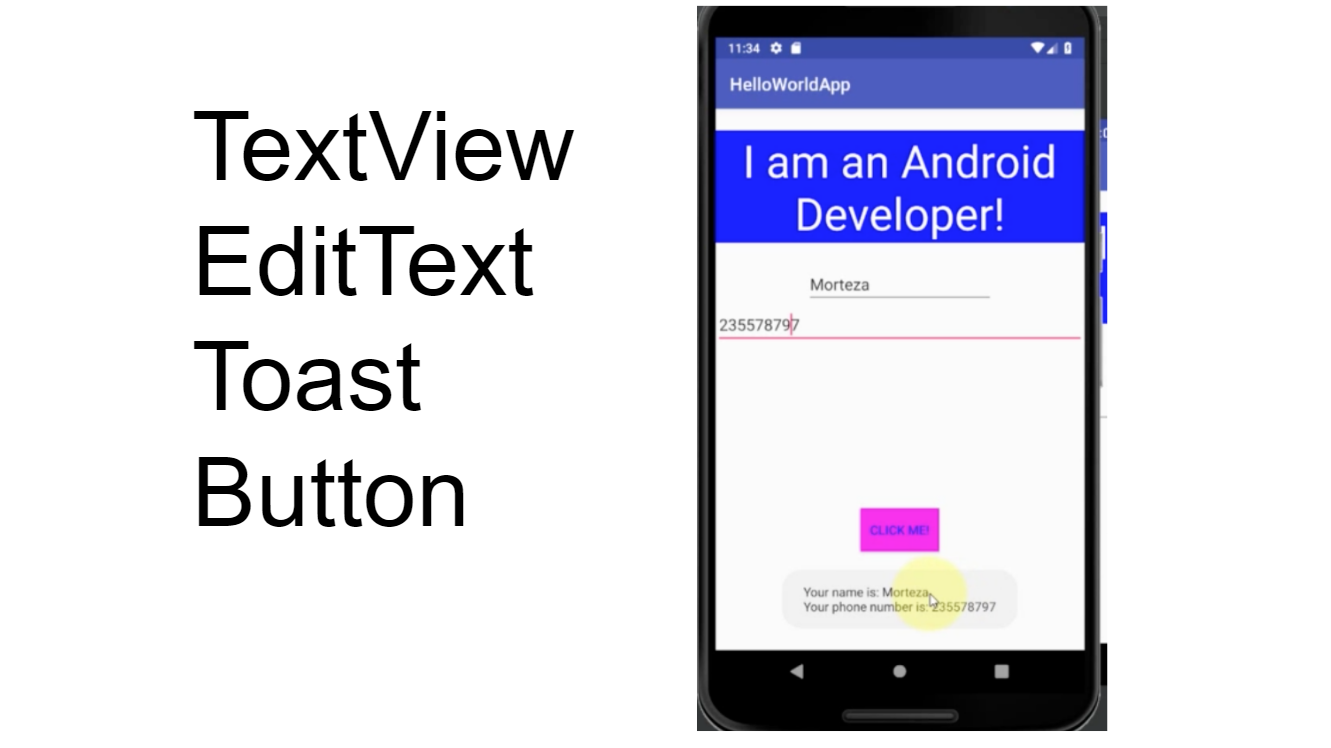 TextView
EditText
Toast
Button
11:34
HelloWorldApp
I am an Android
Developer!
Morteza
235578797
CLICK ME!
Your name is: Morteza
Your phone number is: 235578797